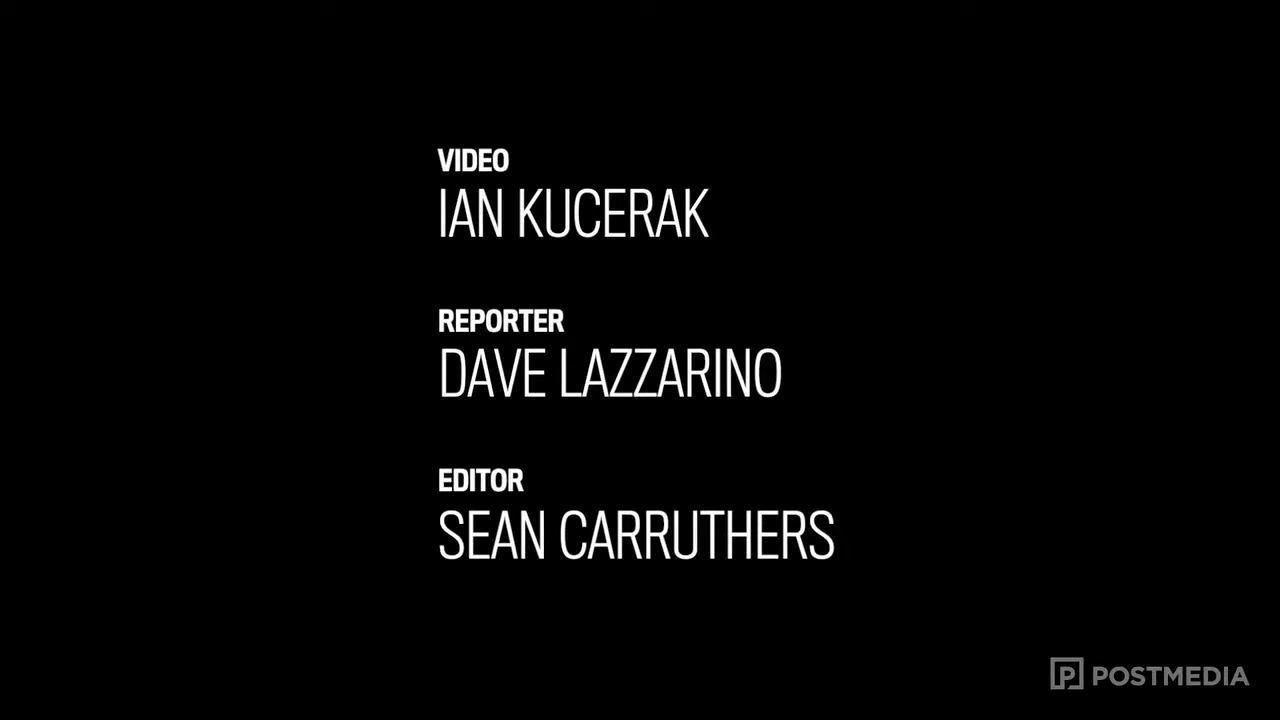 VIDEO
IAN KUCERAK
REPORTER
DAVE LAZZARINO
EDITOR
SEAN CARRUTHERS
POSTMEDIA